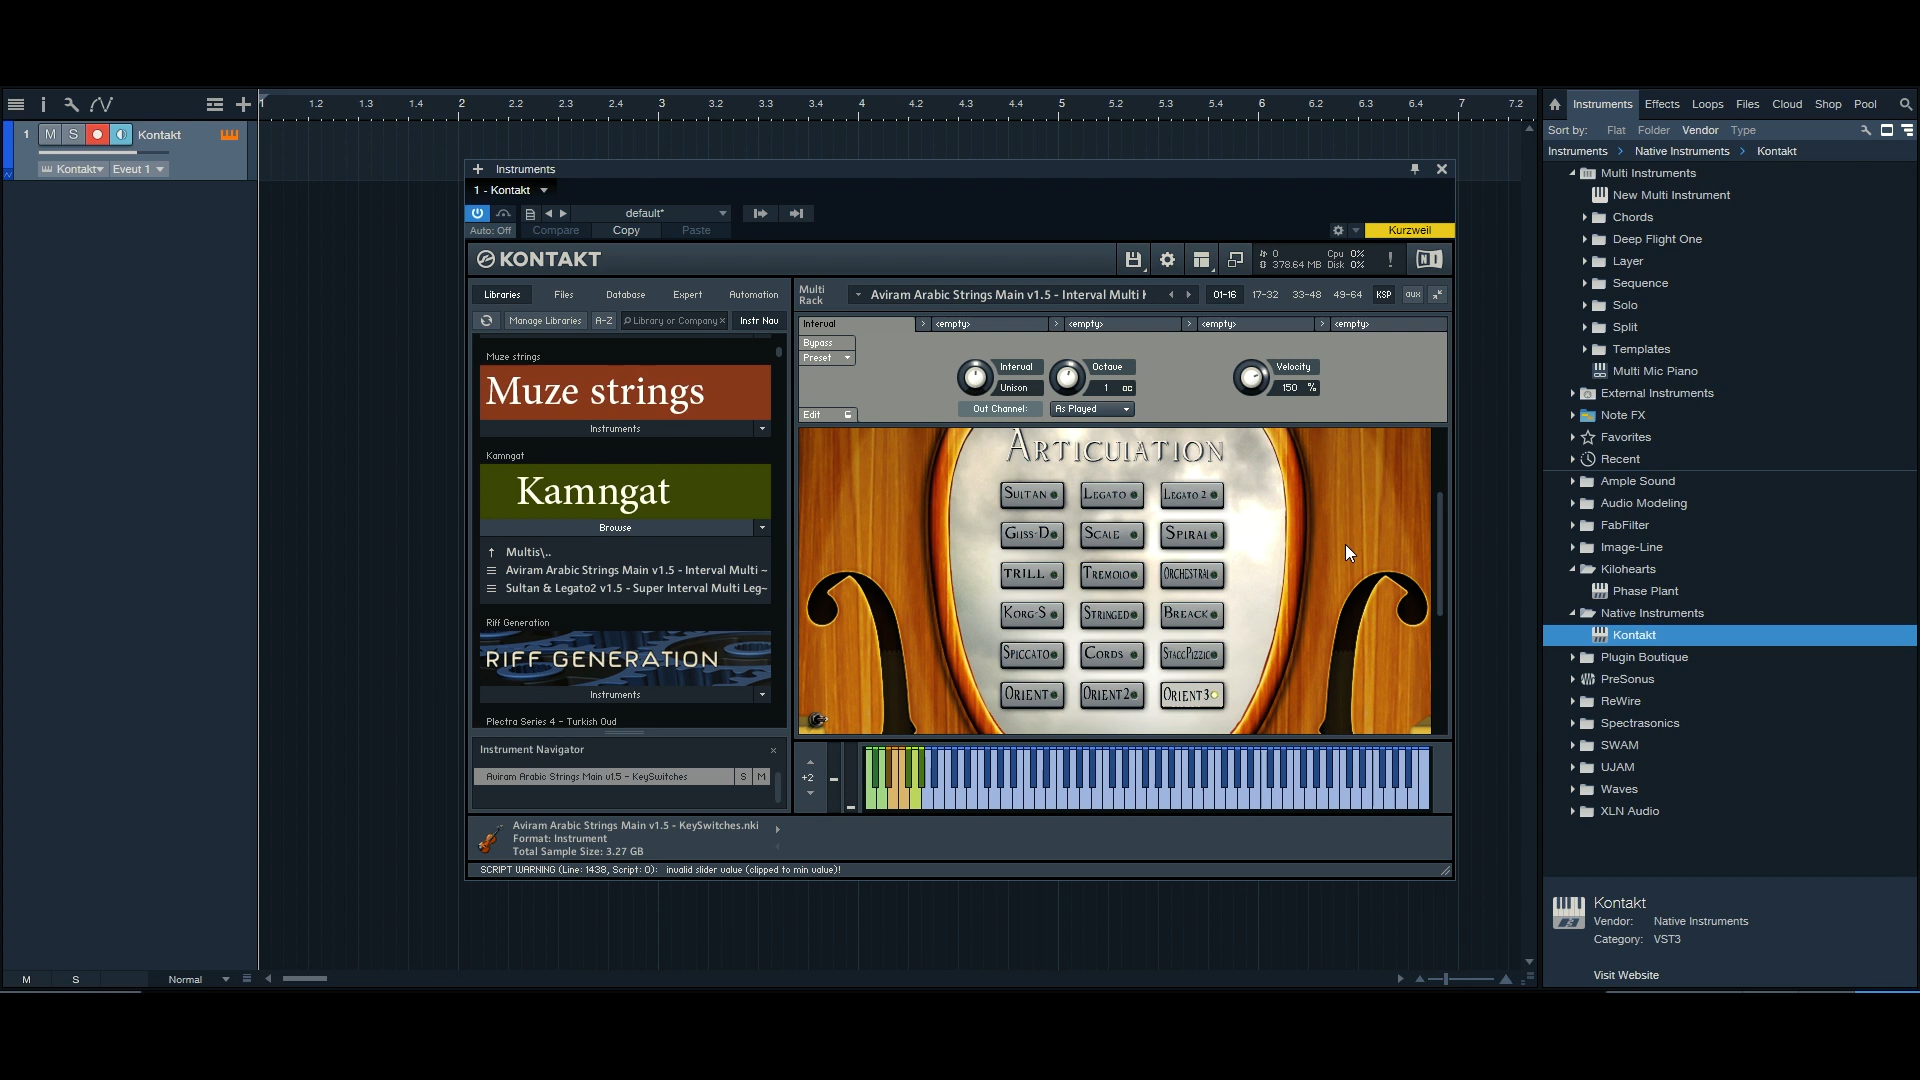 1 1.2 1.3 1.4 2 2.2 2.3 2.4 3 3.2 3.3 3.4 4 4.2 4.3 4.4 5 5.2 5.3 5.4 6 6.2 6.3 6.4 7 7.2
1 M S Kontakt
Kontakt Event 1
Instruments
1 - Kontakt
default*
Auto: Off Compare Copy Paste Kurzweil
KONTAKT
0 Cpu 0%
378.64 MB Disk 0%
Libraries Files Database Expert Automation
Manage Libraries A-Z Library or Company Instr Nav
Muze strings
Muze strings
Instruments
Kamngat
Kamngat
Browse
Multis\..
Aviram Arabic Strings Main v1.5 - Interval Multi ~
Sultan & Legato2 v1.5 - Super Interval Multi Leg~
Riff Generation
RIFF GENERATION
Instruments
Plectra Series 4 - Turkish Oud
Instrument Navigator
Aviram Arabic Strings Main v1.5 - KeySwitches S M
Multi
Rack
Aviram Arabic Strings Main v1.5 - Interval Multi
01-16 17-32 33-48 49-64 KSP aux
Interval <empty> <empty> <empty> <empty>
Bypass
Preset
Edit
Interval
Unison
Octave
1 oc
Velocity
150 %
Out Channel: As Played
ARTICULATION
SULTAN LEGATO LEGATO 2
GLISS-D SCALE SPIRAL
TRILL TREMOLO ORCHESTRAL
KORG-S STRINGED BREACK
SPICCATO CORDS STACCPIZZIC
ORIENT ORIENT2 ORIENT3
+2
Aviram Arabic Strings Main v1.5 - KeySwitches.nki
Format: Instrument
Total Sample Size: 3.27 GB
SCRIPT WARNING (Line: 1438, Script: 0): invalid slider value (clipped to min value)!
M S Normal
Instruments Effects Loops Files Cloud Shop Pool
Sort by: Flat Folder Vendor Type
Instruments Native Instruments Kontakt
Multi Instruments
New Multi Instrument
Chords
Deep Flight One
Layer
Sequence
Solo
Split
Templates
Multi Mic Piano
External Instruments
Note FX
Favorites
Recent
Ample Sound
Audio Modeling
FabFilter
Image-Line
Kilohearts
Phase Plant
Native Instruments
Kontakt
Plugin Boutique
PreSonus
ReWire
Spectrasonics
SWAM
UJAM
Waves
XLN Audio
Kontakt
Vendor: Native Instruments
Category: VST3
Visit Website